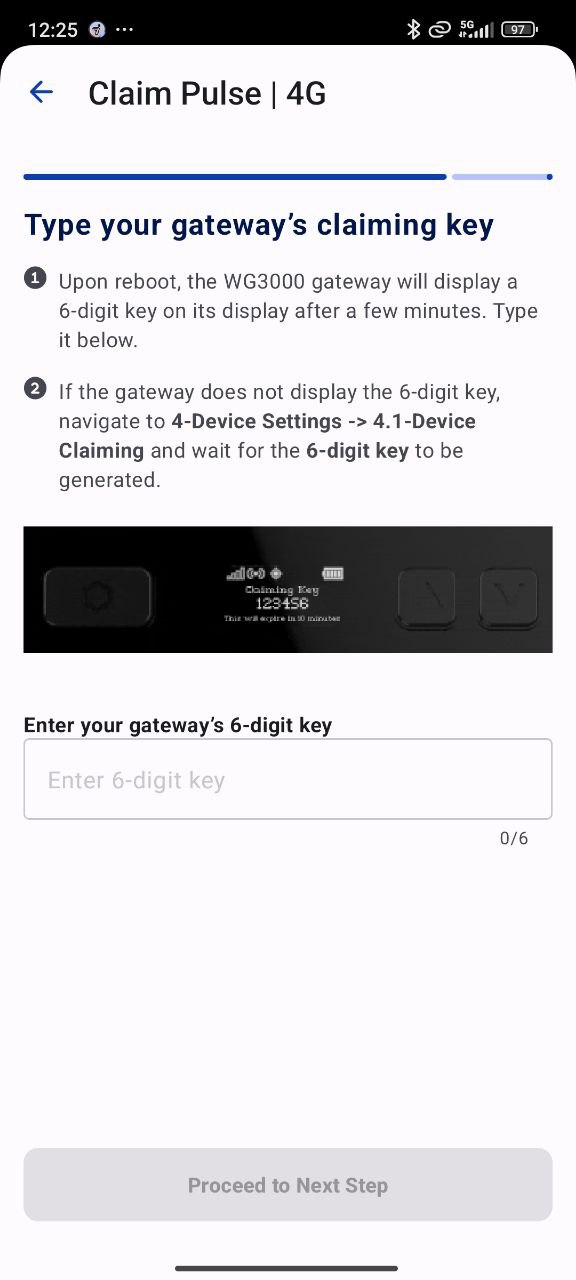 12:25
5G
97
Claim Pulse | 4G
Type your gateway’s claiming key
1 Upon reboot, the WG3000 gateway will display a
6-digit key on its display after a few minutes. Type
it below.
2 If the gateway does not display the 6-digit key,
navigate to 4-Device Settings -> 4.1-Device
Claiming and wait for the 6-digit key to be
generated.
Claiming Key
123456
This will expire in 10 minutes
Enter your gateway’s 6-digit key
Enter 6-digit key
0/6
Proceed to Next Step